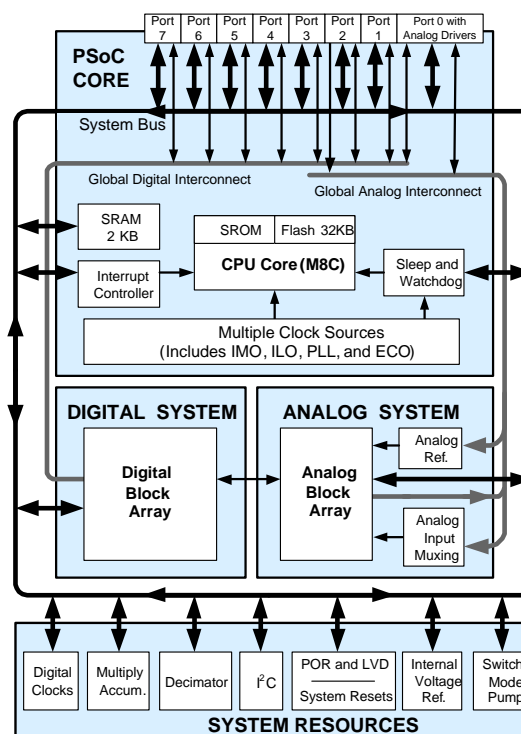 Port 7
Port 6
Port 5
Port 4
Port 3
Port 2
Port 1
Port 0 with
Analog Drivers
PSoC
CORE
System Bus
Global Digital Interconnect
Global Analog Interconnect
SRAM
2 KB
SROM
Flash 32KB
CPU Core (M8C)
Interrupt
Controller
Sleep and
Watchdog
Multiple Clock Sources
(Includes IMO, ILO, PLL, and ECO)
DIGITAL SYSTEM
ANALOG SYSTEM
Digital
Block
Array
Analog
Block
Array
Analog
Ref.
Analog
Input
Muxing
Digital
Clocks
Multiply
Accum.
Decimator
I²C
POR and LVD
System Resets
Internal
Voltage
Ref.
Switch
Mode
Pump
SYSTEM RESOURCES